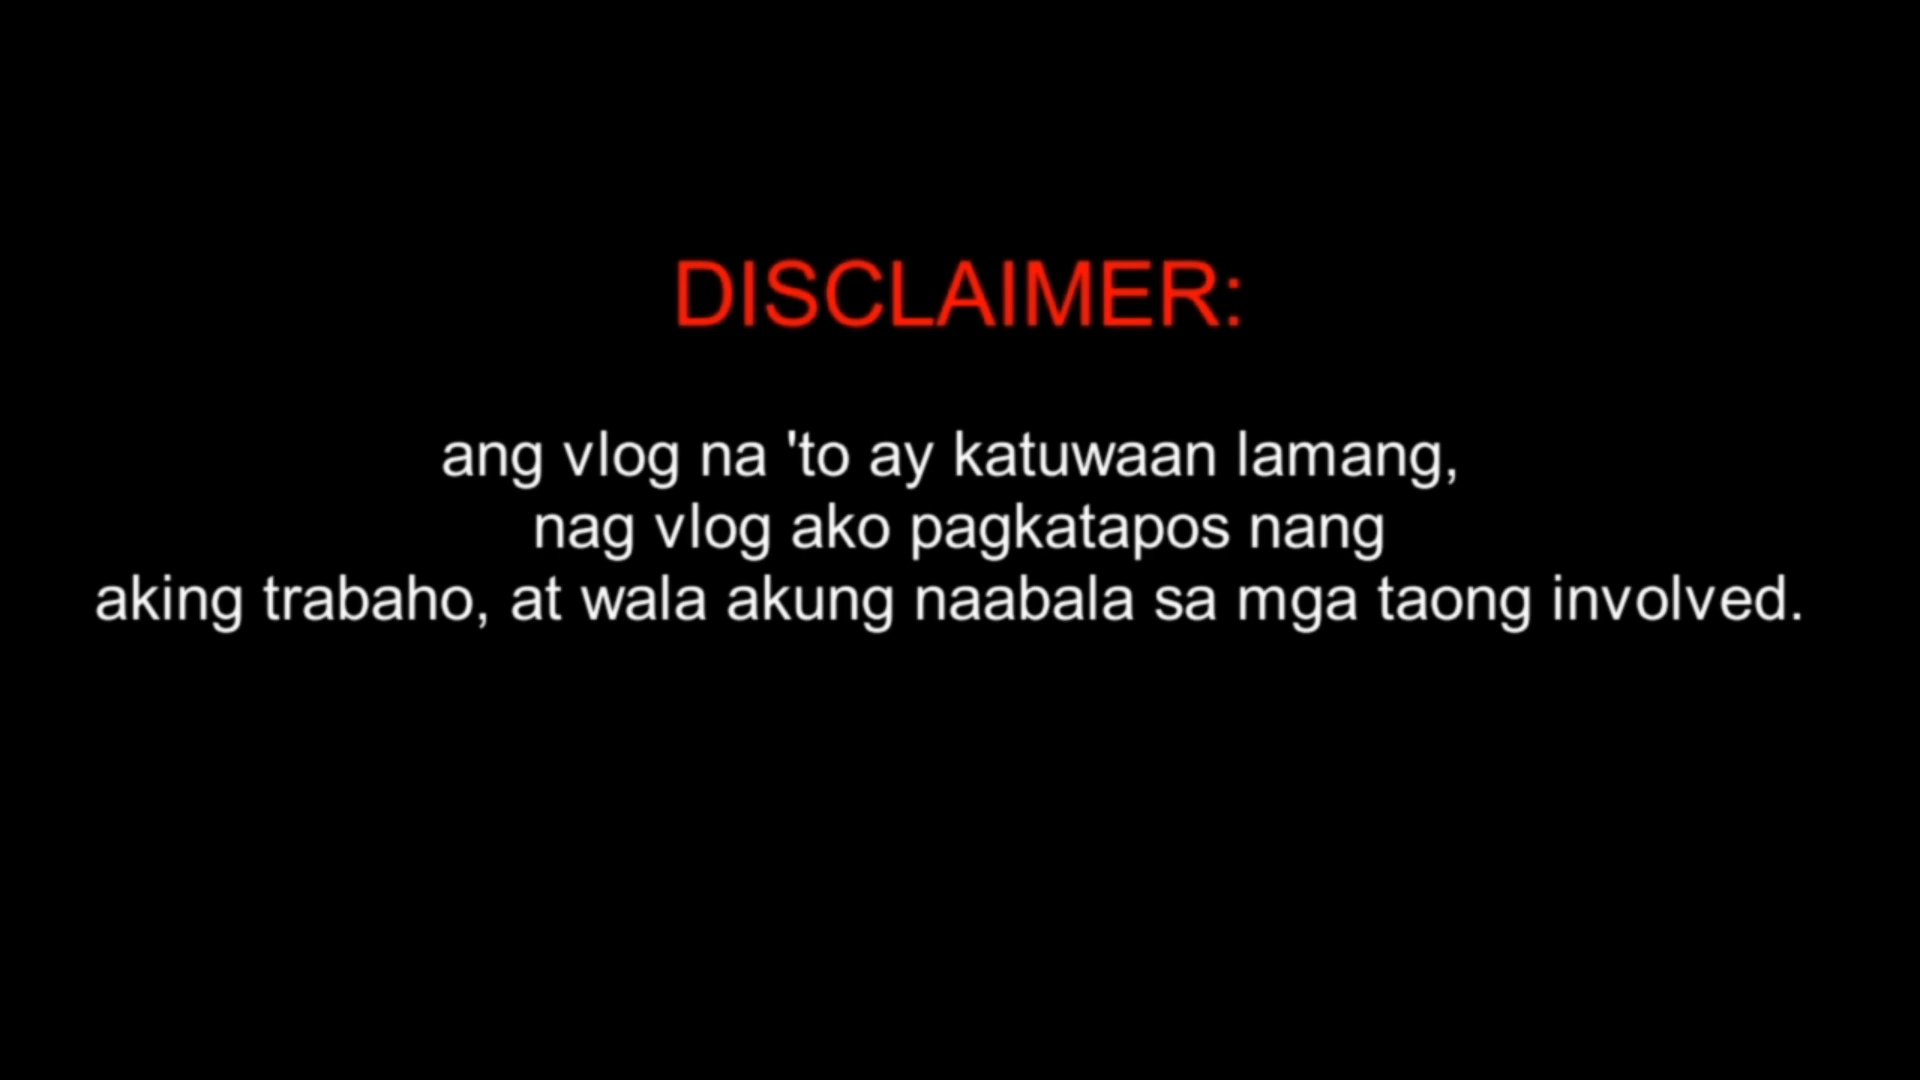 DISCLAIMER:
ang vlog na 'to ay katuwaan lamang,
nag vlog ako pagkatapos nang
aking trabaho, at wala akung naabala sa mga taong involved.